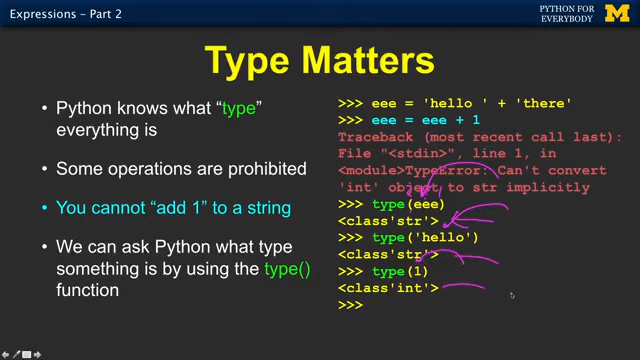 Expressions – Part 2
PYTHON FOR
EVERYBODY
Type Matters
• Python knows what “type”
everything is
• Some operations are prohibited
• You cannot “add 1” to a string
• We can ask Python what type
something is by using the type()
function
>>> eee = 'hello ' + 'there'
>>> eee = eee + 1
Traceback (most recent call last):
File "<stdin>", line 1, in
<module>TypeError: Can't convert
'int' object to str implicitly
>>> type(eee)
<class'str'>
>>> type('hello')
<class'str'>
>>> type(1)
<class'int'>
>>>